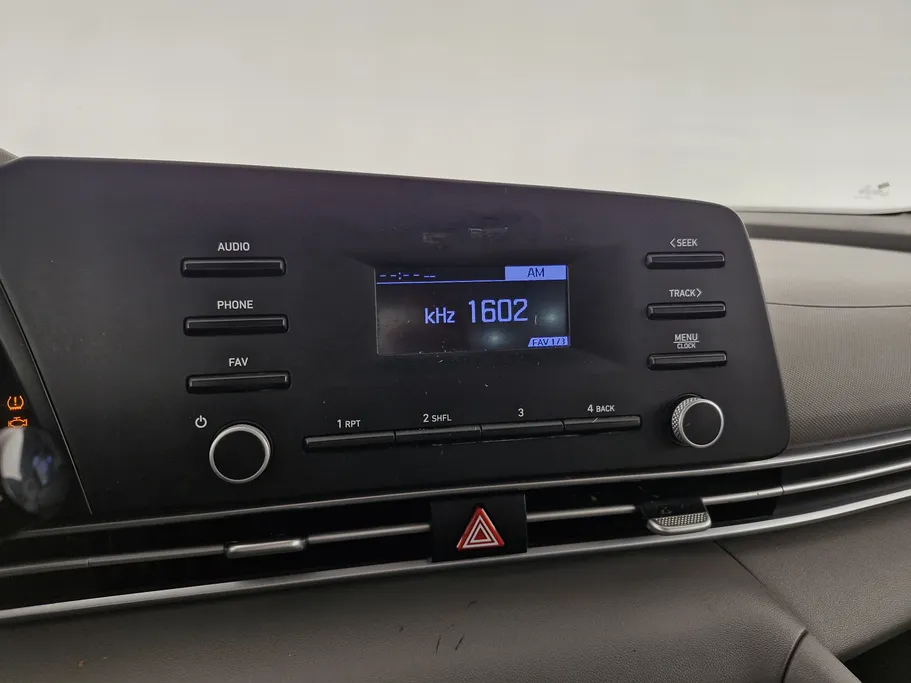 AUDIO
PHONE
FAV
--:-- --
AM
kHz 1602
FAV 1/3
<SEEK
TRACK>
MENU
CLOCK
1 RPT
2 SHFL
3
4 BACK